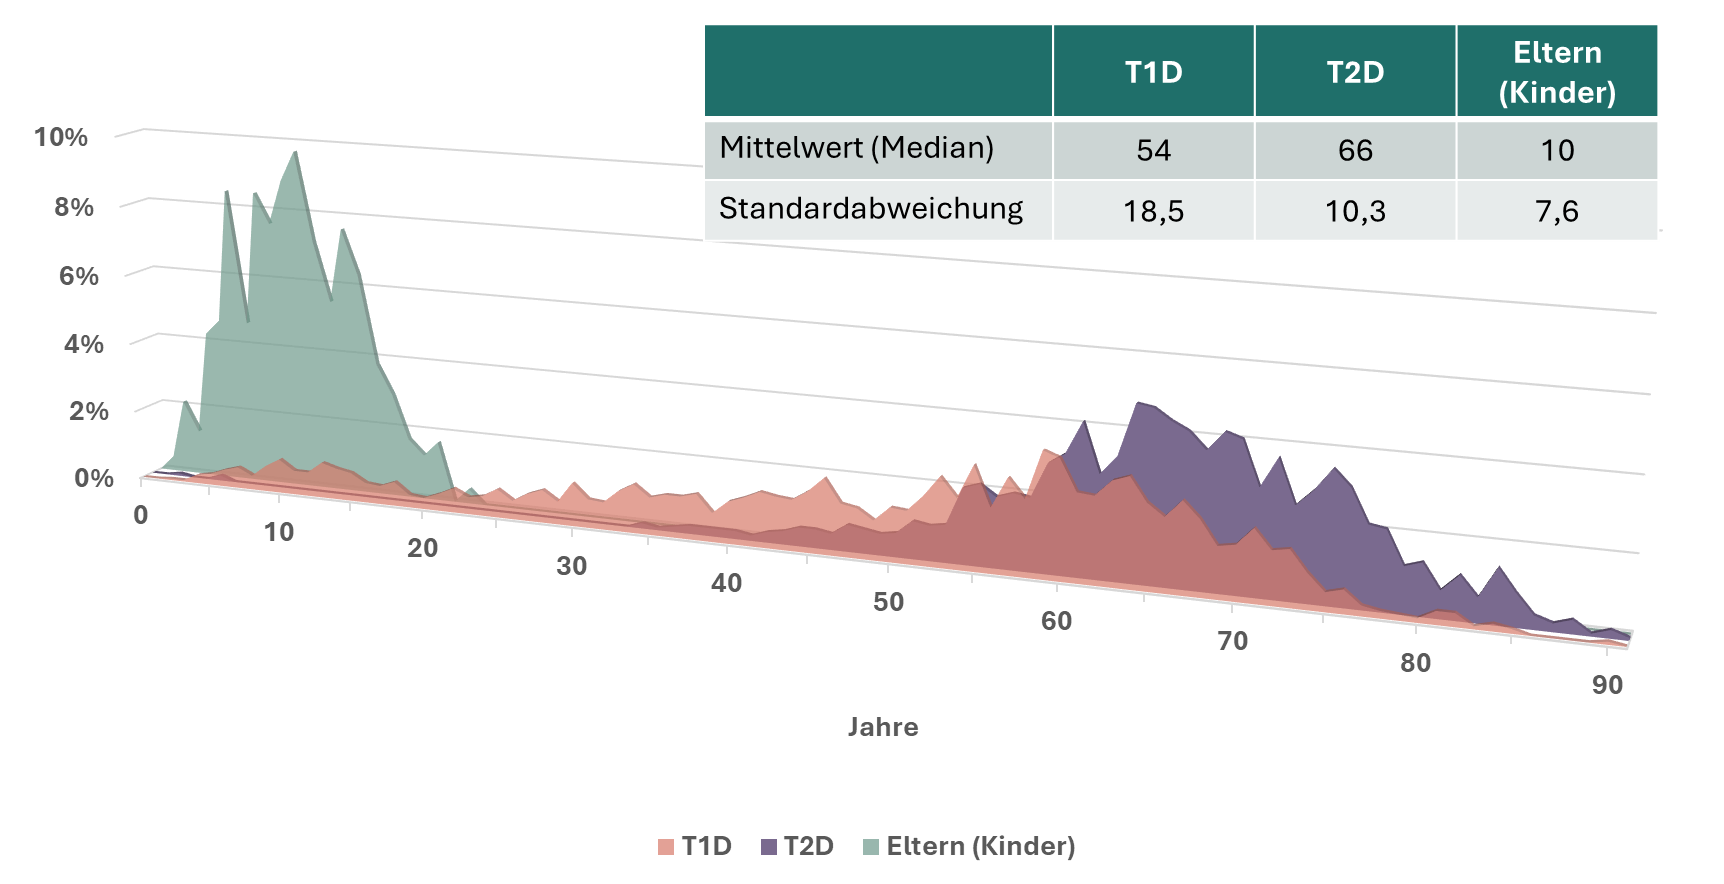 T1D T2D Eltern
(Kinder)
Mittelwert (Median) 54 66 10
Standardabweichung 18,5 10,3 7,6
10%
8%
6%
4%
2%
0%
0 10 20 30 40 50 60 70 80 90
Jahre
T1D T2D Eltern (Kinder)